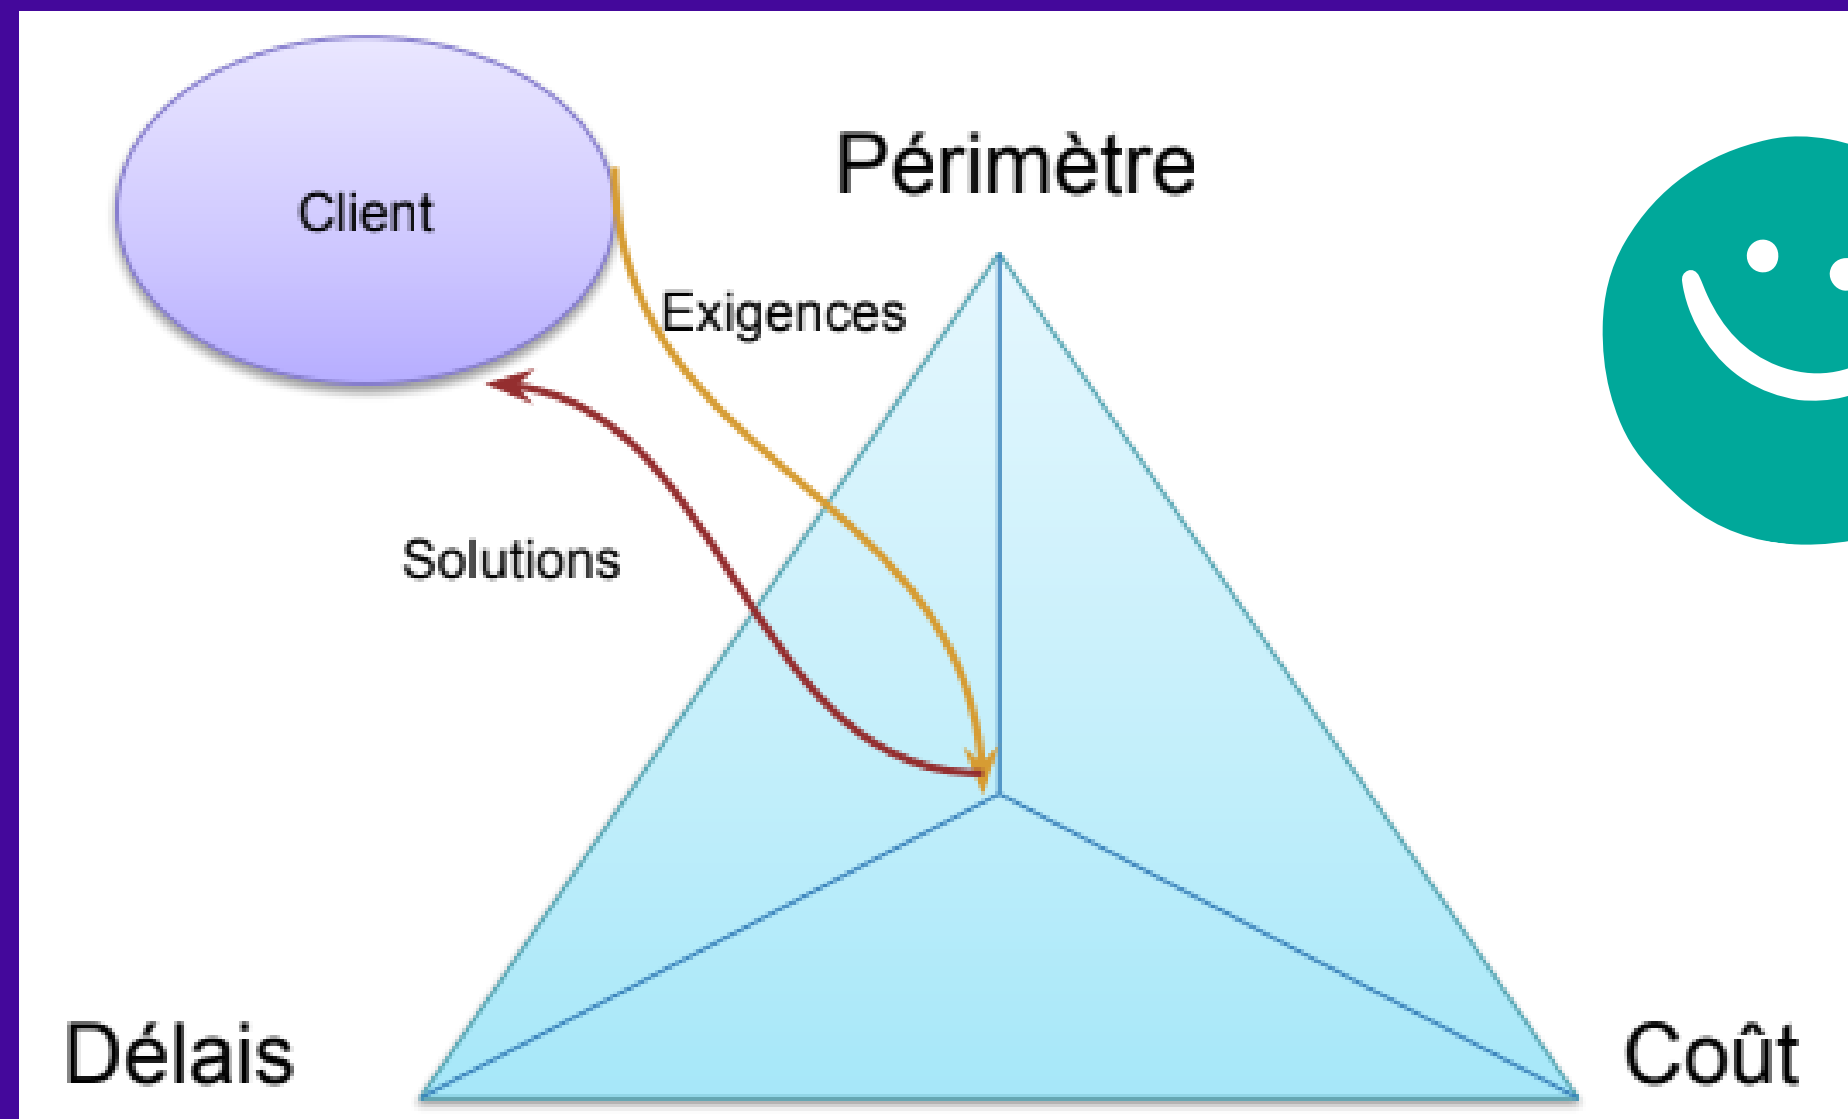 Client
Périmètre
Exigences
Solutions
Délais
Coût